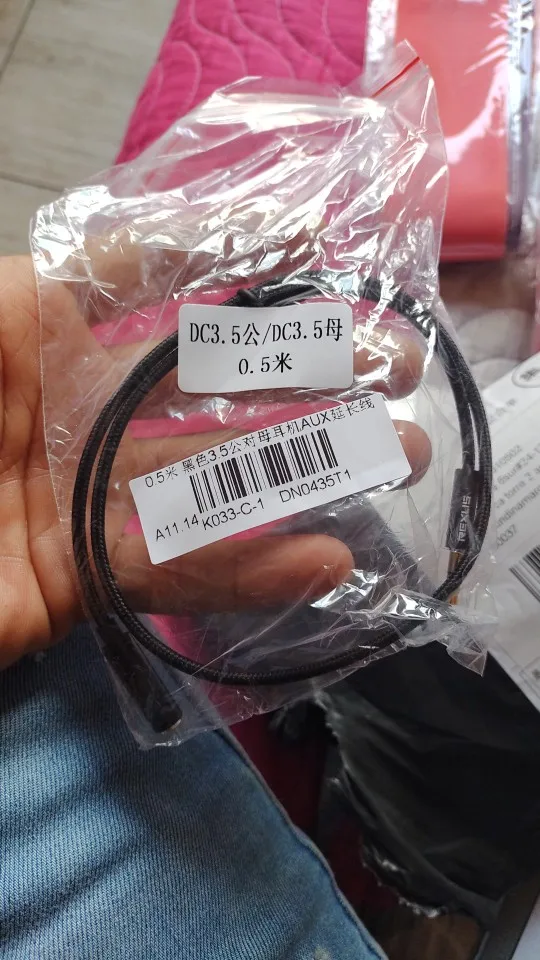 DC3.5公/DC3.5母
0.5米
0.5米 黑色3.5公对母耳机AUX延长线
A11.14 K033-C-1 DN0435T1
REXUS